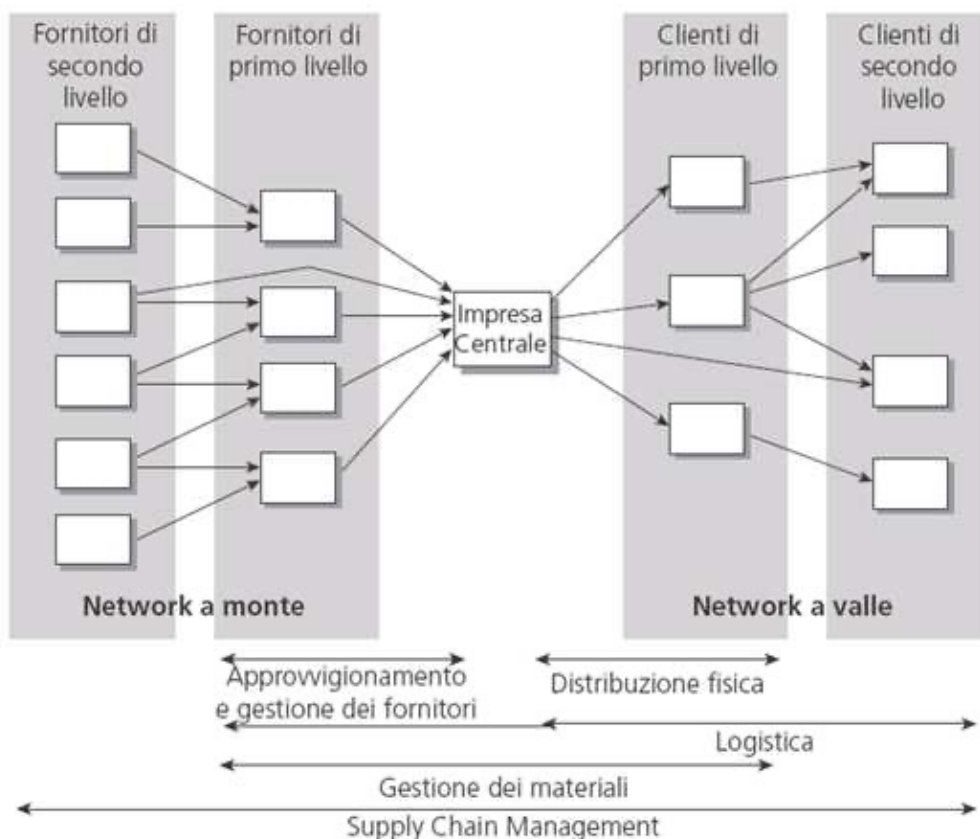 Fornitori di
secondo
livello
Fornitori di
primo livello
Clienti di
primo livello
Clienti di
secondo
livello
Impresa
Centrale
Network a monte
Network a valle
Approvvigionamento
e gestione dei fornitori
Distribuzione fisica
Logistica
Gestione dei materiali
Supply Chain Management